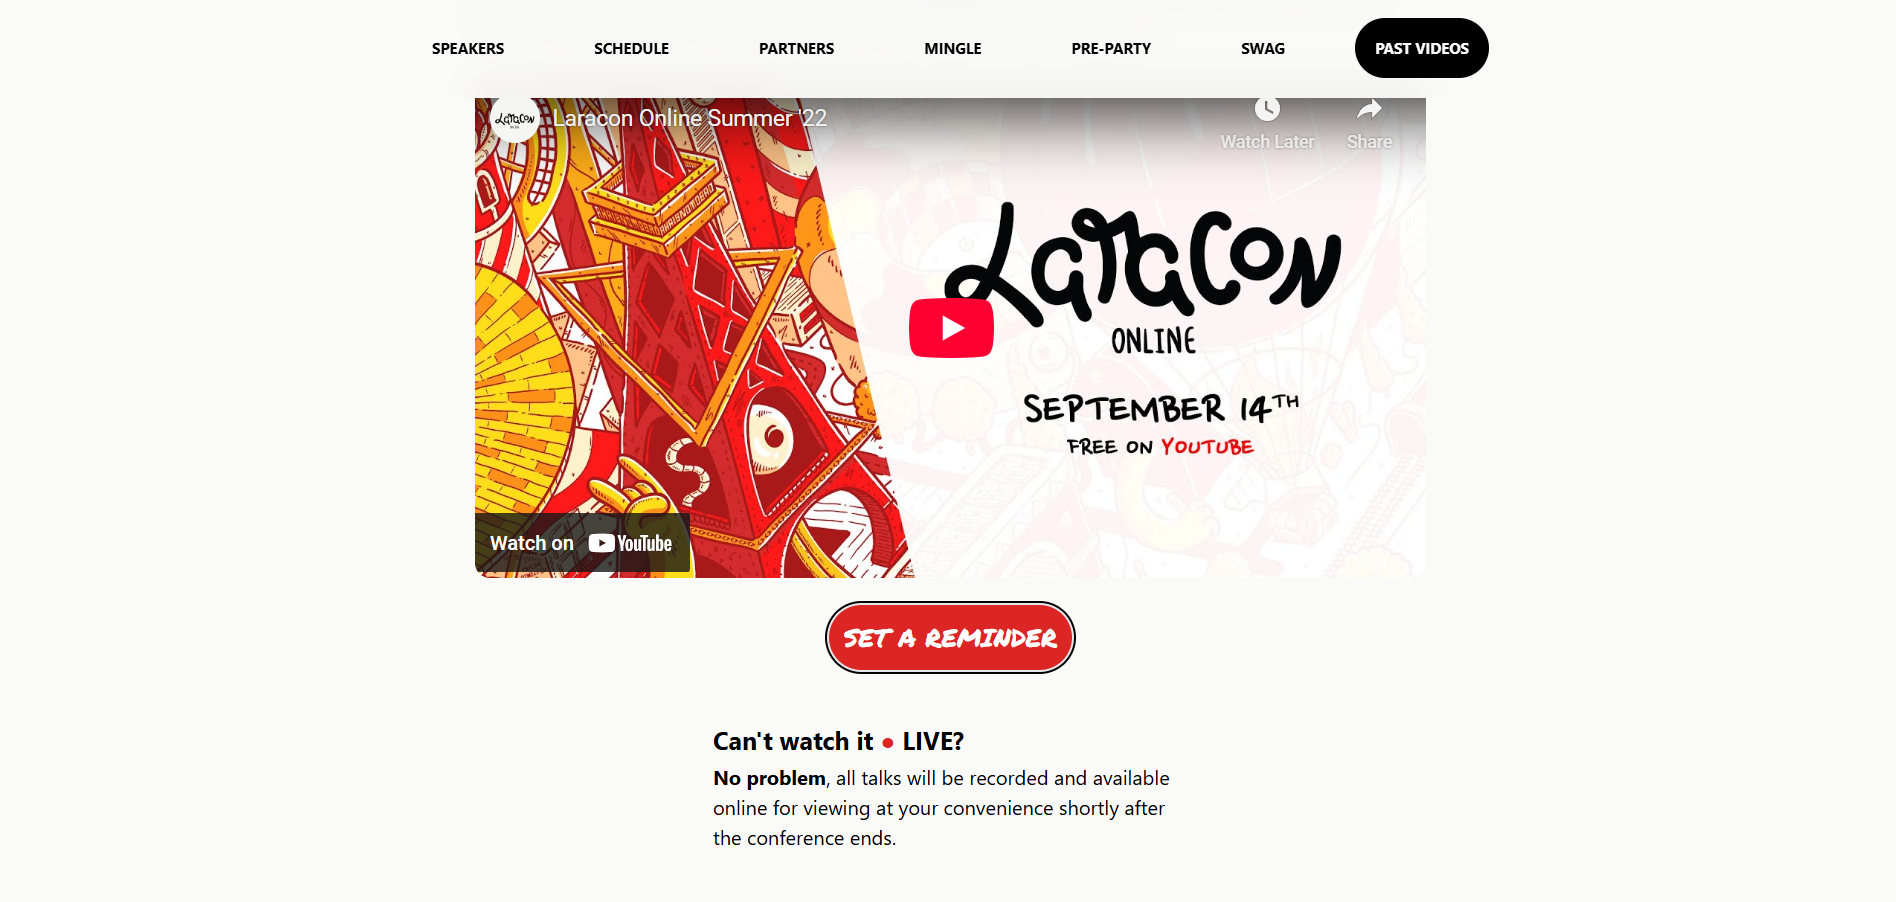 SPEAKERS SCHEDULE PARTNERS MINGLE PRE-PARTY SWAG PAST VIDEOS
Laracon Online Summer '22
Watch Later Share
Laracon
ONLINE
SEPTEMBER 14TH
FREE ON YOUTUBE
Watch on YouTube
SET A REMINDER
Can't watch it ● LIVE?
No problem, all talks will be recorded and available
online for viewing at your convenience shortly after
the conference ends.